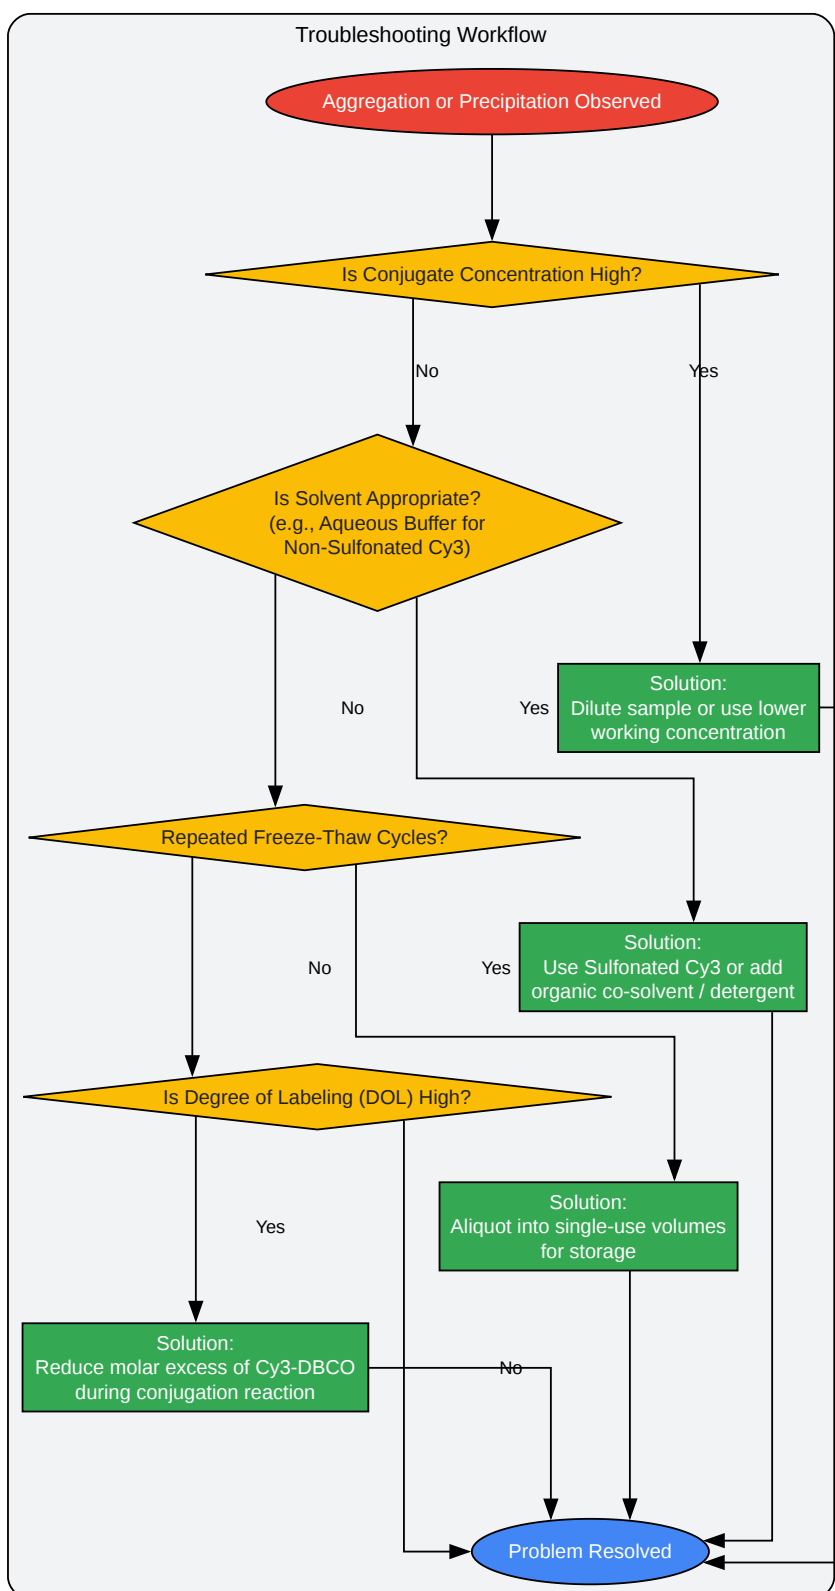 Troubleshooting Workflow
Aggregation or Precipitation Observed
Is Conjugate Concentration High?
No
Yes
Is Solvent Appropriate?
(e.g., Aqueous Buffer for
Non-Sulfonated Cy3)
No
Yes
Solution:
Dilute sample or use lower
working concentration
Repeated Freeze-Thaw Cycles?
No
Yes
Solution:
Use Sulfonated Cy3 or add
organic co-solvent / detergent
Is Degree of Labeling (DOL) High?
Yes
Solution:
Aliquot into single-use volumes
for storage
Solution:
Reduce molar excess of Cy3-DBCO
during conjugation reaction
No
Problem Resolved